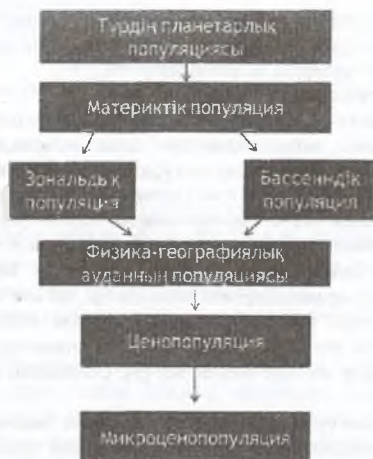 Түрдің планетарлық
популяциясы
Материктік популяция
Зональдық
популяция
Бассейндік
популяция
Физика-географиялық
ауданның популяциясы
Ценопопуляция
Микроценопопуляция